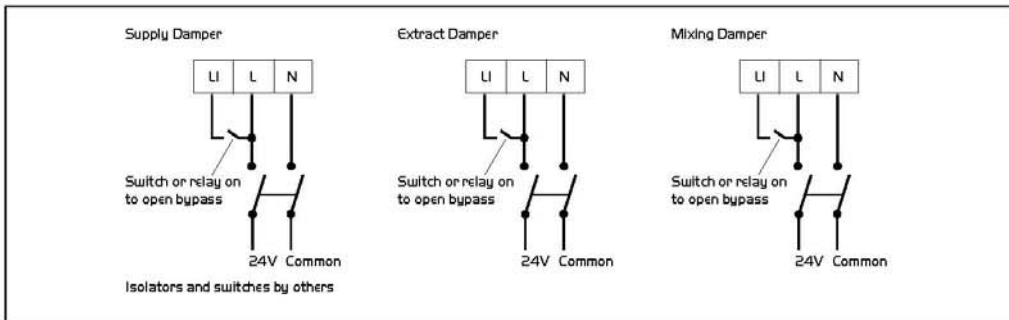 Supply Damper
Extract Damper
Mixing Damper
LI L N
LI L N
LI L N
Switch or relay on
to open bypass
Switch or relay on
to open bypass
Switch or relay on
to open bypass
24V Common
24V Common
24V Common
Isolators and switches by others